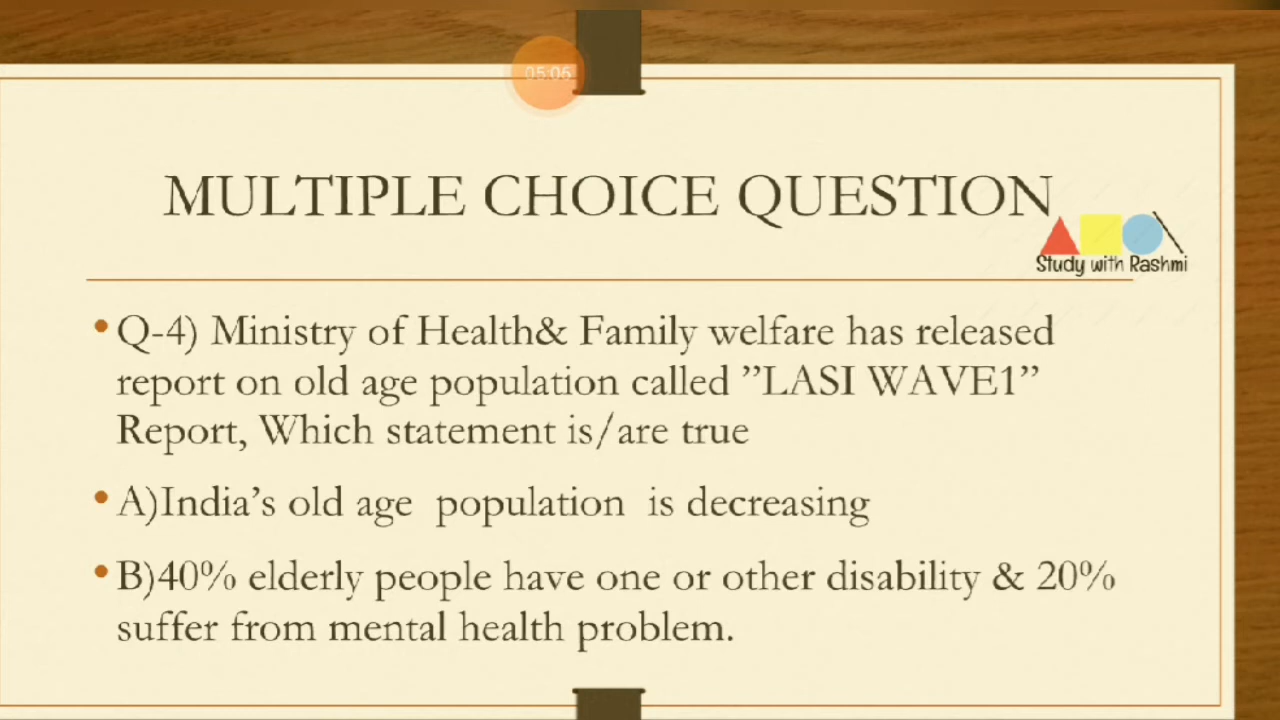 05:06
MULTIPLE CHOICE QUESTION
Study with Rashmi
• Q-4) Ministry of Health& Family welfare has released
report on old age population called ”LASI WAVE1”
Report, Which statement is/are true
• A)India’s old age population is decreasing
• B)40% elderly people have one or other disability & 20%
suffer from mental health problem.